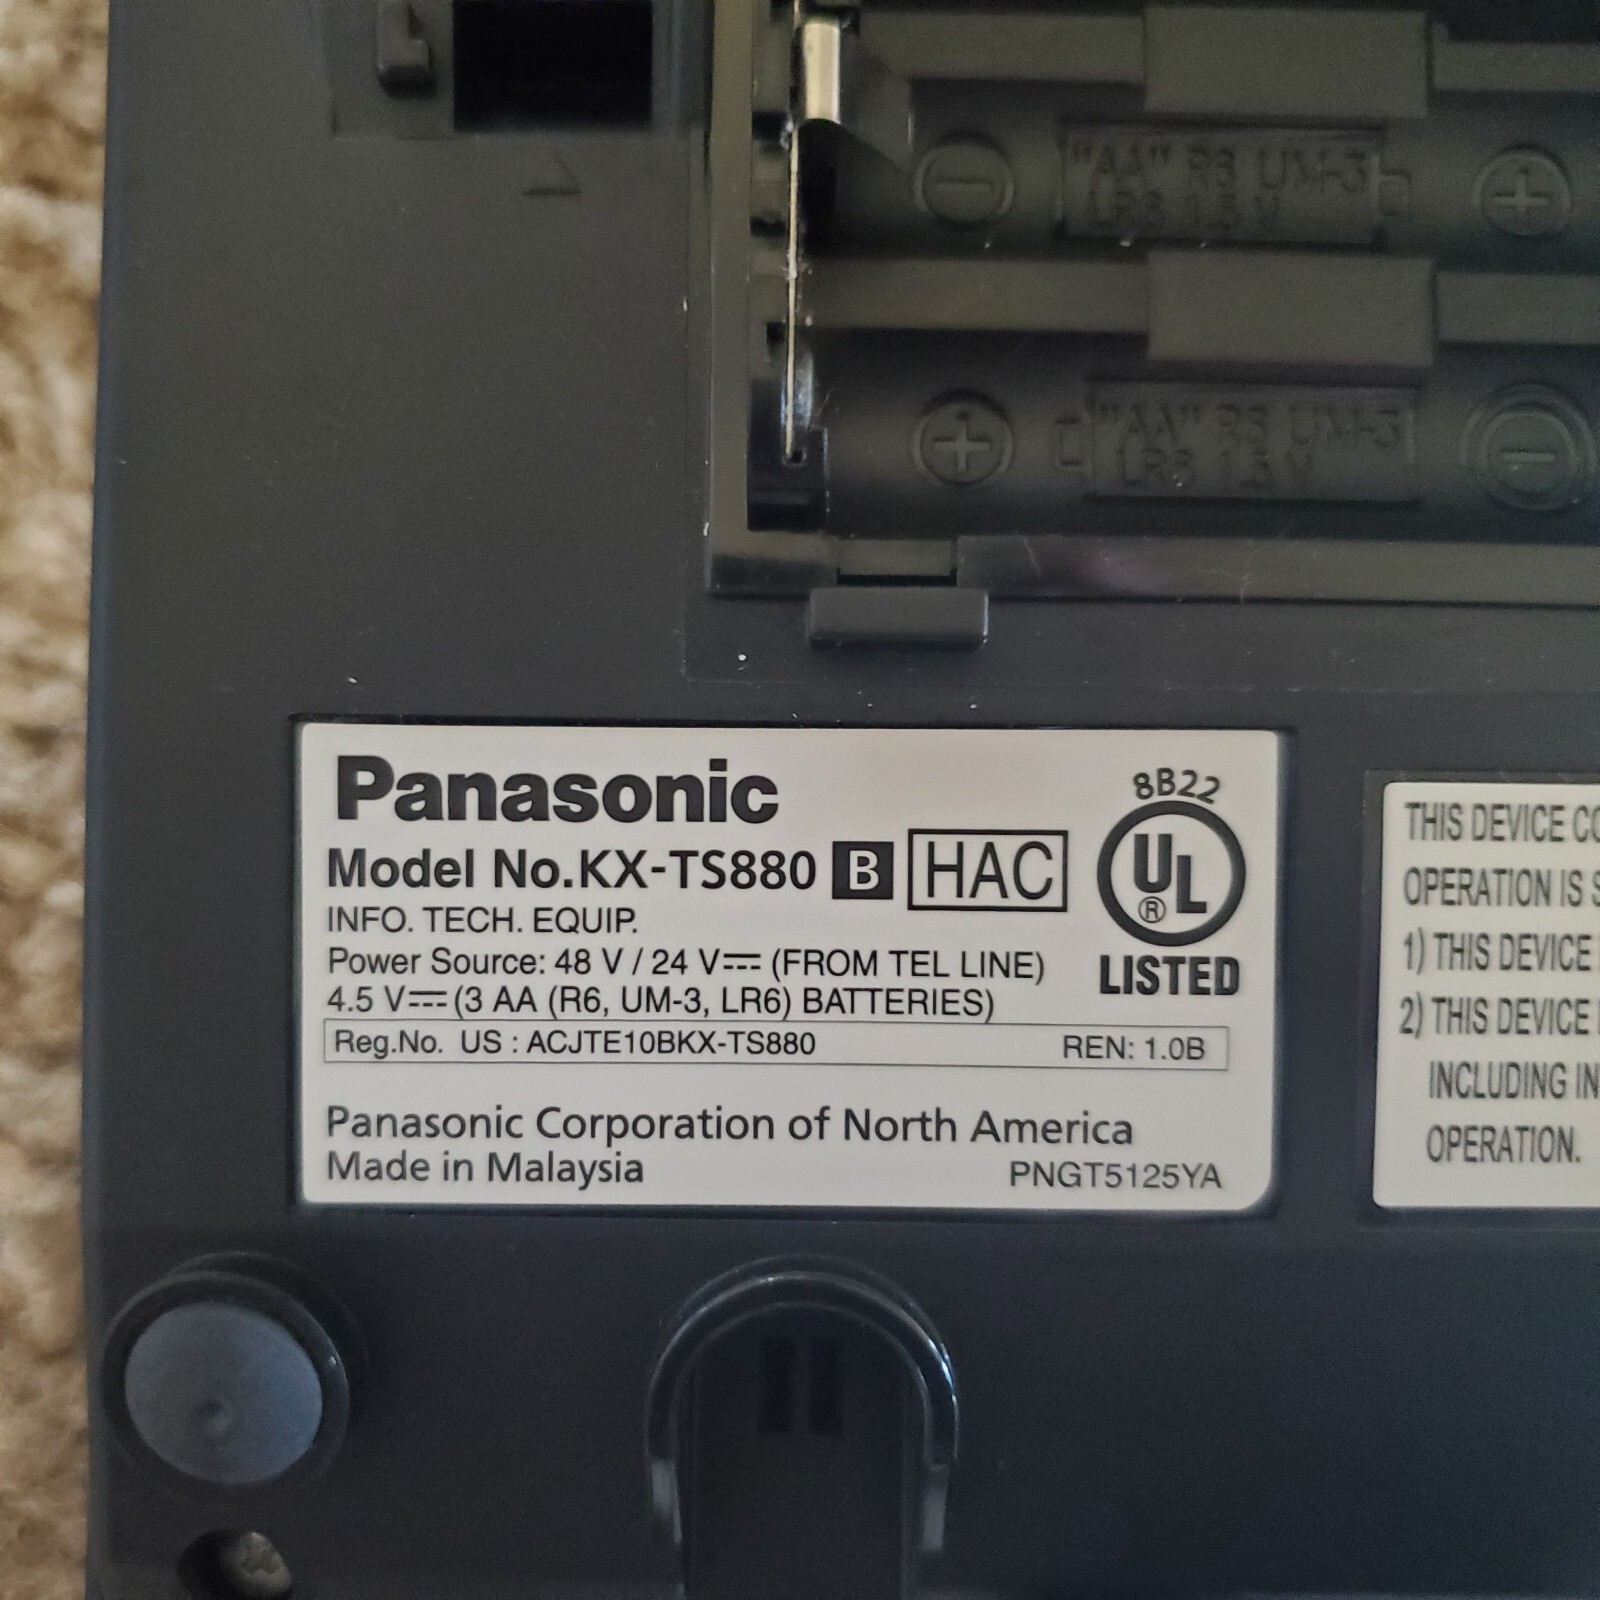 "AA" R6 UM-3
LR6 1.5 V
"AA" R6 UM-3
LR6 1.5 V
Panasonic
Model No.KX-TS880 B HAC
8B22
UL
®
LISTED
INFO. TECH. EQUIP.
Power Source: 48 V / 24 V⎓ (FROM TEL LINE)
4.5 V⎓ (3 AA (R6, UM-3, LR6) BATTERIES)
Reg.No. US : ACJTE10BKX-TS880 REN: 1.0B
Panasonic Corporation of North America
Made in Malaysia PNGT5125YA
THIS DEVICE
OPERATION IS
1) THIS DEVICE
2) THIS DEVICE
INCLUDING
OPERATION.